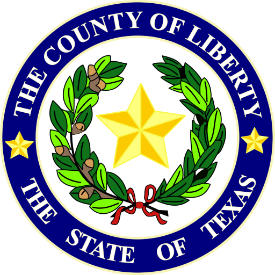 THE COUNTY OF LIBERTY
THE STATE OF TEXAS